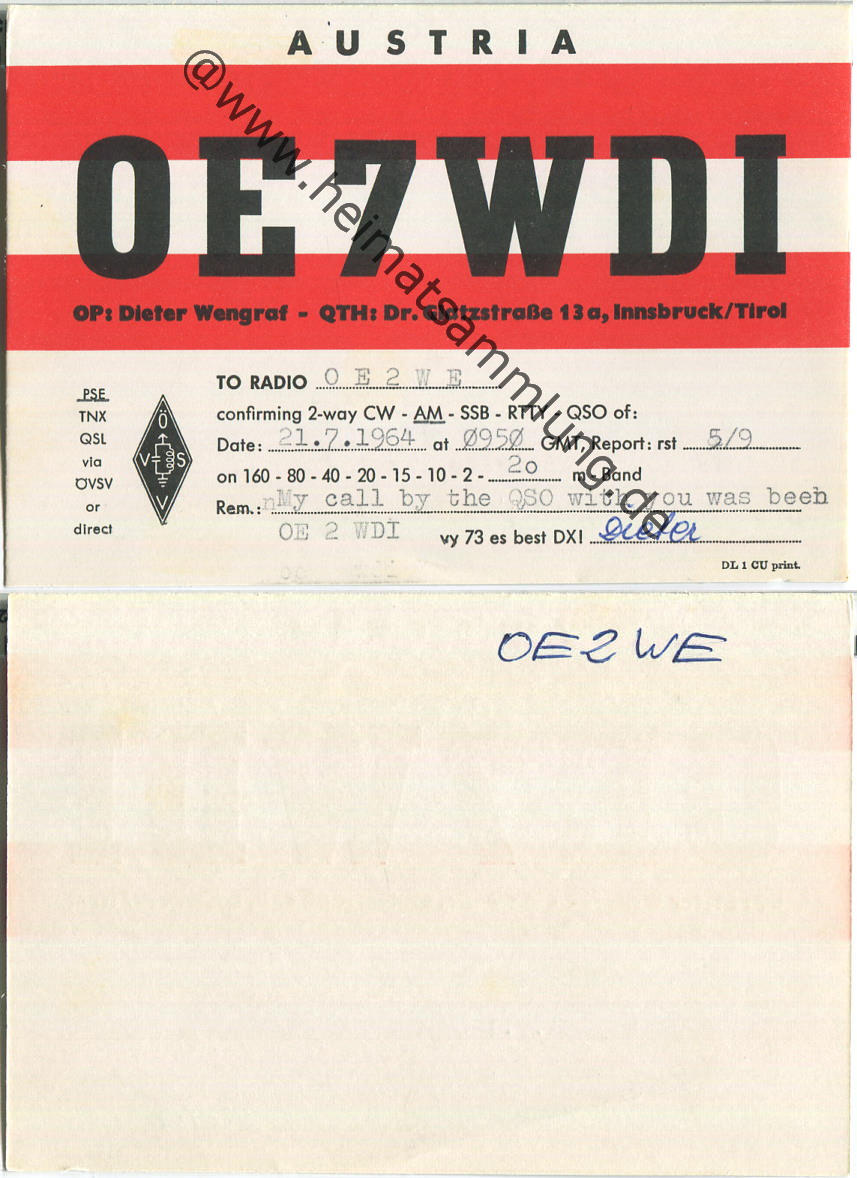 AUSTRIA
OE7WDI
OP: Dieter Wengraf - QTH: Dr. Glatzstraße 13a, Innsbruck/Tirol
PSE
TNX
QSL
via
ÖVSV
or
direct
Ö
V S
V
TO RADIO OE2WE
confirming 2-way CW - AM - SSB - RTTY - QSO of:
Date: 21.7.1964 at 0950 GMT, Report: rst 5/9
on 160 - 80 - 40 - 20 - 15 - 10 - 2 - 2o m-Band
Rem.: My call by the QSO with you was been
OE 2 WDI vy 73 es best DX! Dieter
DL 1 CU print.
@www.heimatsammlung.de
OE2WE